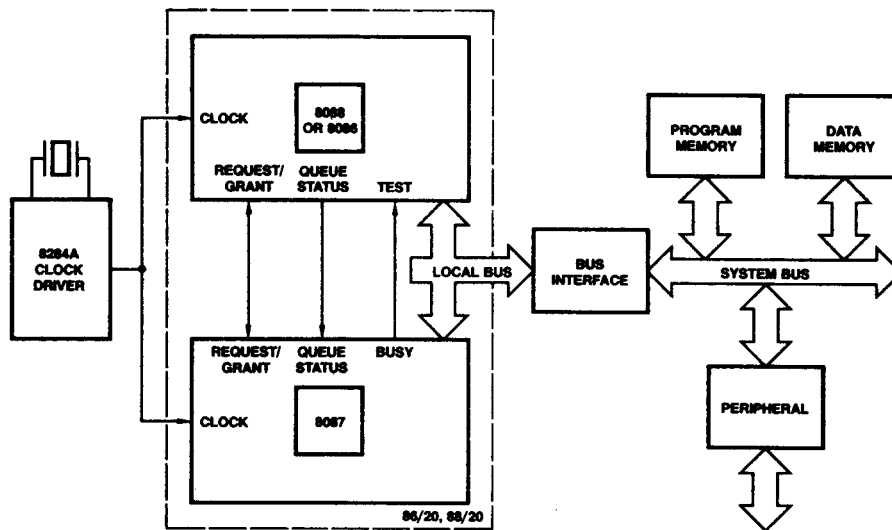 CLOCK
8088
OR 8086
REQUEST/
GRANT
QUEUE
STATUS
TEST
8284A
CLOCK
DRIVER
LOCAL BUS
BUS
INTERFACE
PROGRAM
MEMORY
DATA
MEMORY
SYSTEM BUS
REQUEST/
GRANT
QUEUE
STATUS
BUSY
CLOCK
8087
PERIPHERAL
86/20, 88/20